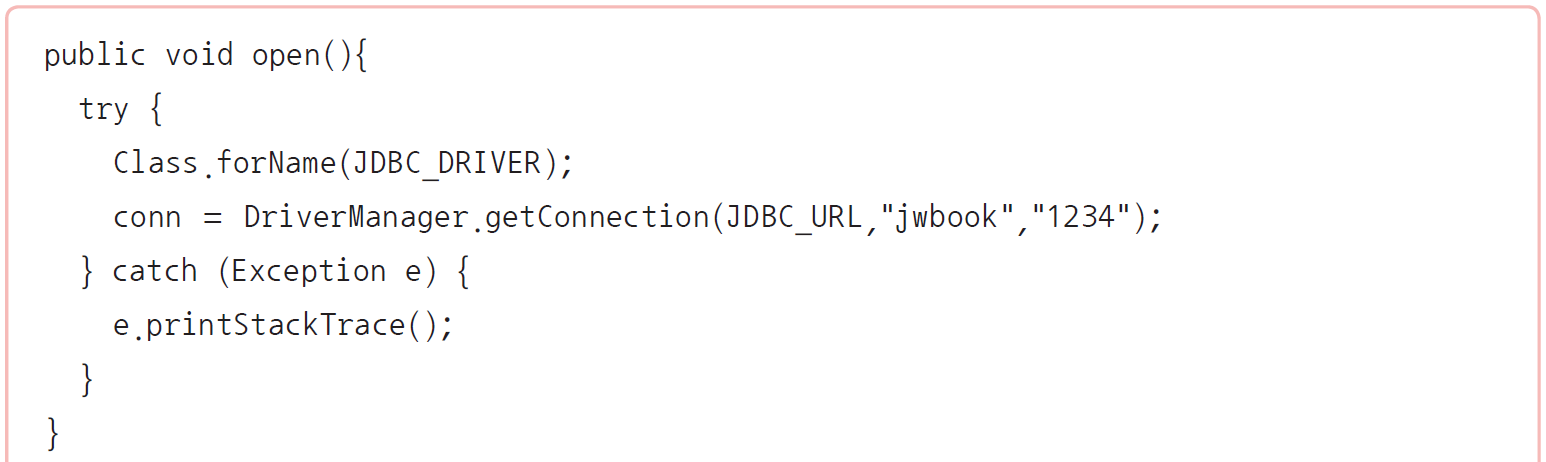 public void open(){
  try {
    Class.forName(JDBC_DRIVER);
    conn = DriverManager.getConnection(JDBC_URL,"jwbook","1234");
  } catch (Exception e) {
    e.printStackTrace();
  }
}